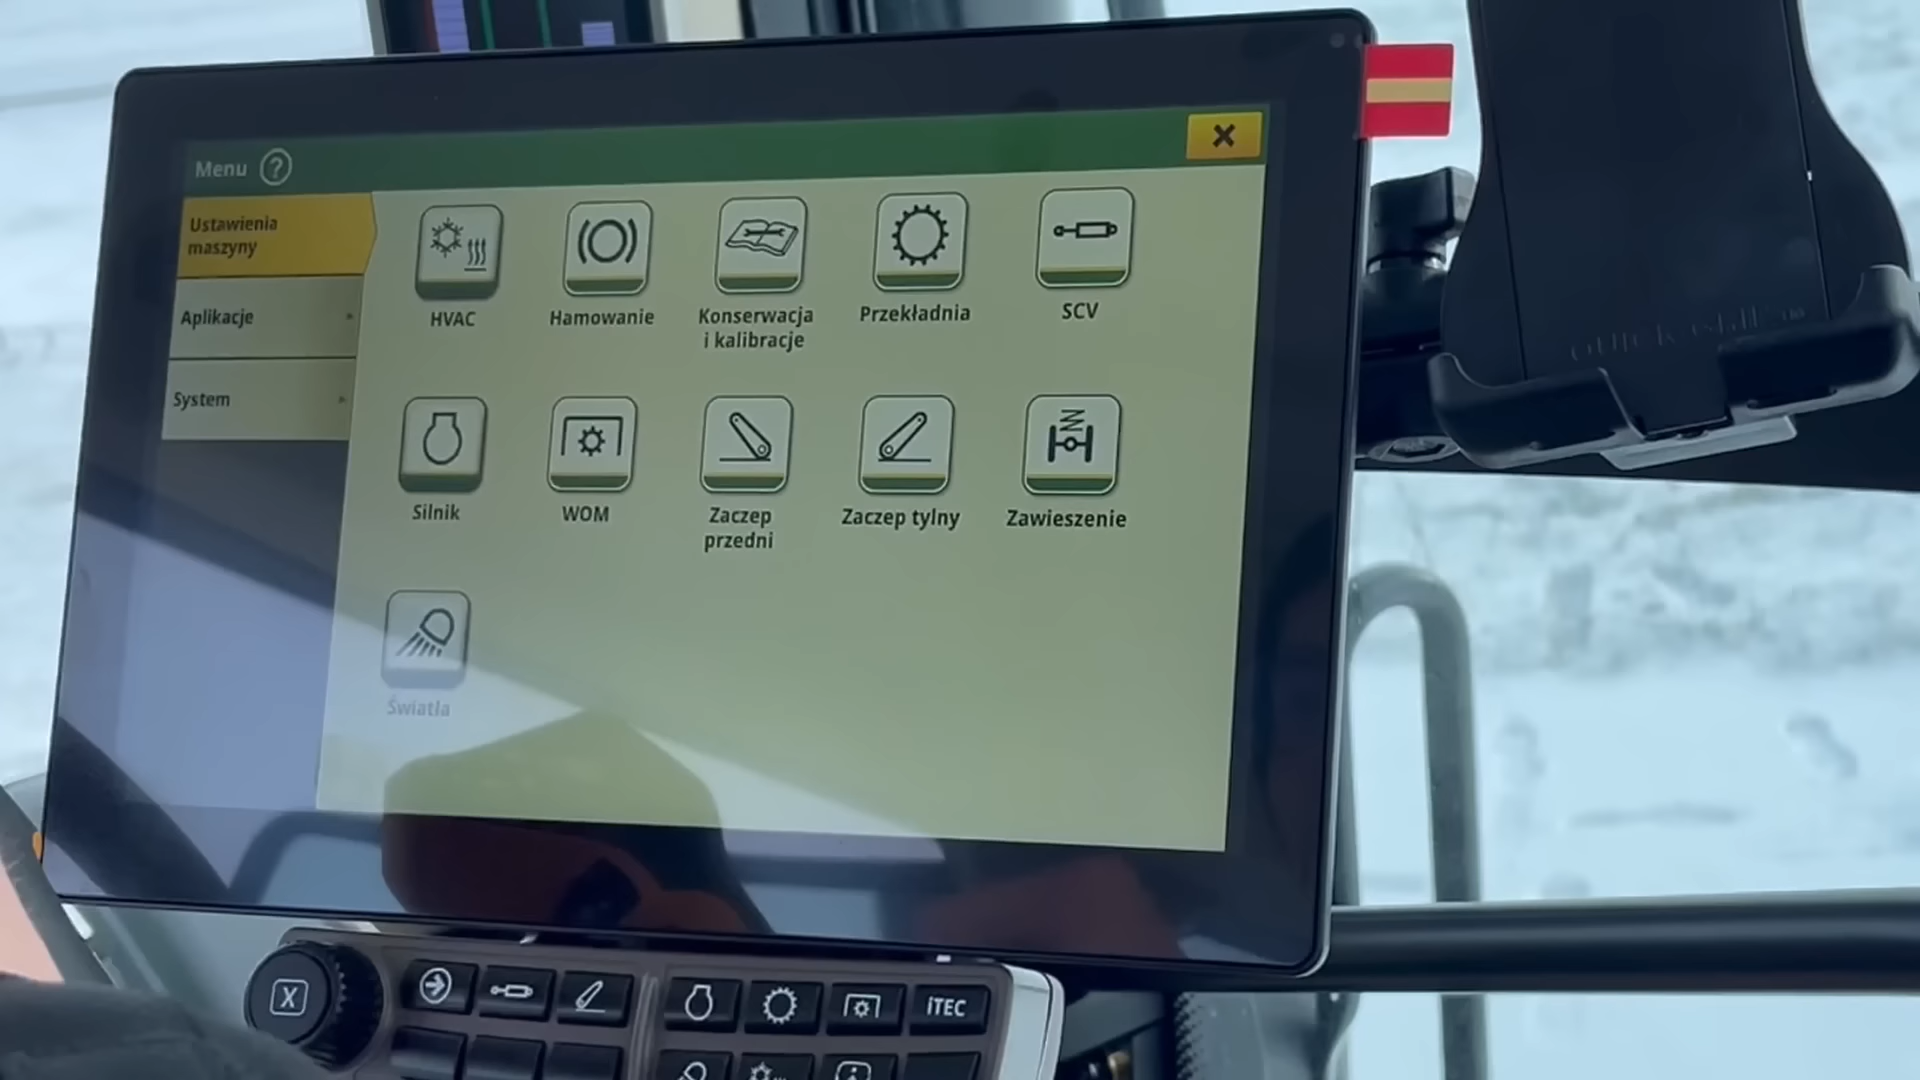 Menu ?
Ustawienia
maszyny
Aplikacje
System
HVAC
Hamowanie
Konserwacja
i kalibracje
Przekładnia
SCV
Silnik
WOM
Zaczep
przedni
Zaczep tylny
Zawieszenie
Światła
X
iTEC